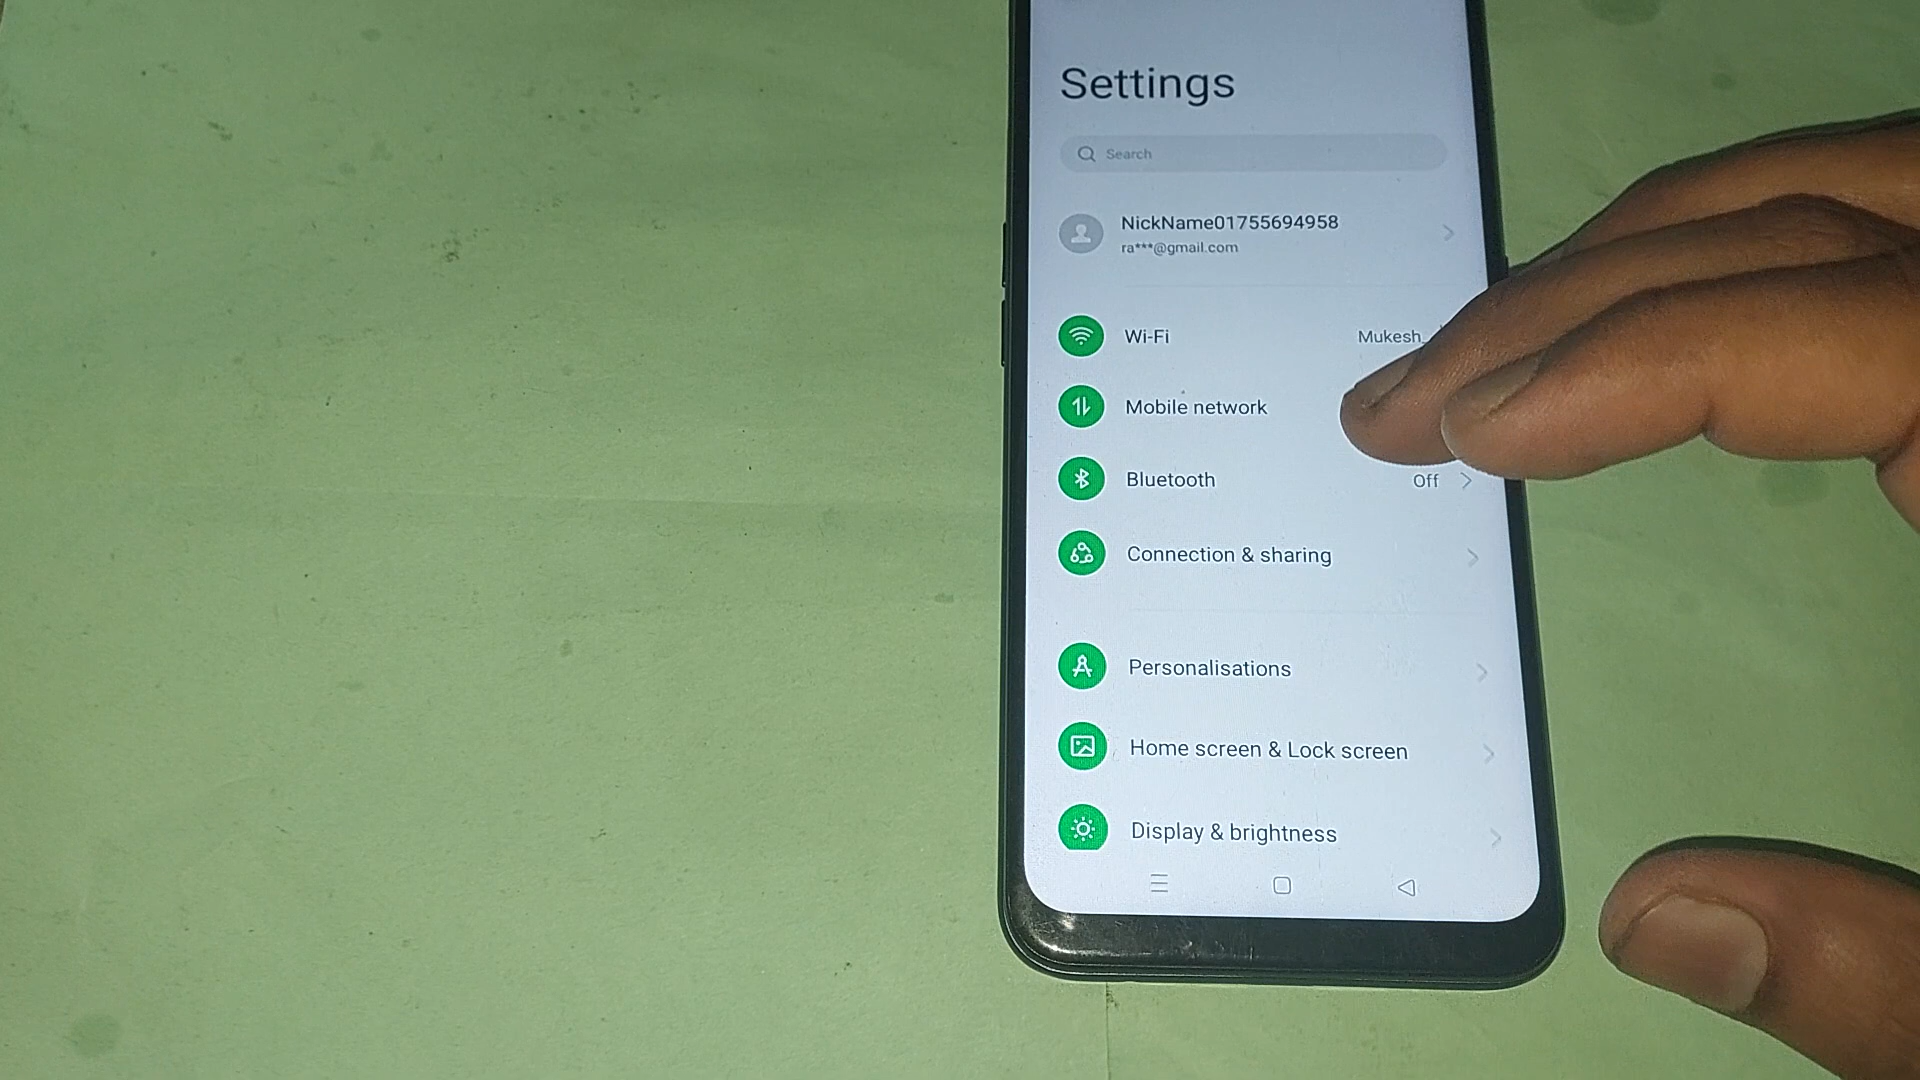 Settings
Search
NickName01755694958
ra***@gmail.com
Wi-Fi Mukesh_
Mobile network
Bluetooth Off
Connection & sharing
Personalisations
Home screen & Lock screen
Display & brightness